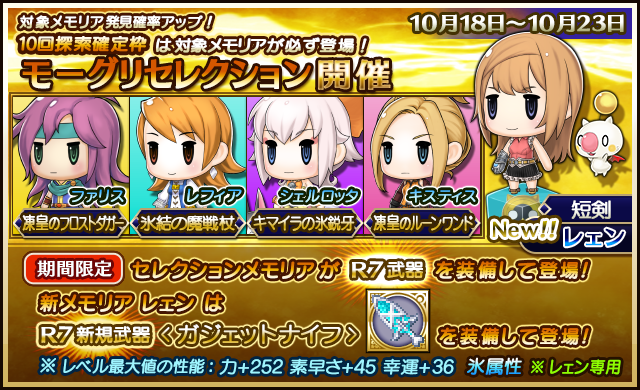 対象メモリア発見確率アップ！
10月18日～10月23日
10回探索確定枠 は対象メモリアが必ず登場！
モーグリセレクション開催
ファリス
凍皇のフロストダガー
レフィア
氷結の魔戦杖
シェルロッタ
キマイラの氷鋭牙
キスティス
凍皇のルーンワンド
短剣
New!! レェン
期間限定 セレクションメモリアが R7武器 を装備して登場！
新メモリア レェン は
R7新規武器〈ガジェットナイフ〉 を装備して登場！
※レベル最大値の性能：力+252 素早さ+45 幸運+36 氷属性 ※レェン専用